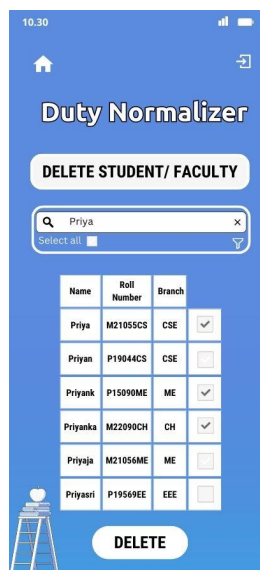 10.30
Duty Normalizer
DELETE STUDENT/ FACULTY
Priya ×
Select all
Name Roll Number Branch
Priya M21055CS CSE
Priyan P19044CS CSE
Priyank P15090ME ME
Priyanka M22090CH CH
Priyaja M21056ME ME
Priyasri P19569EE EEE
DELETE